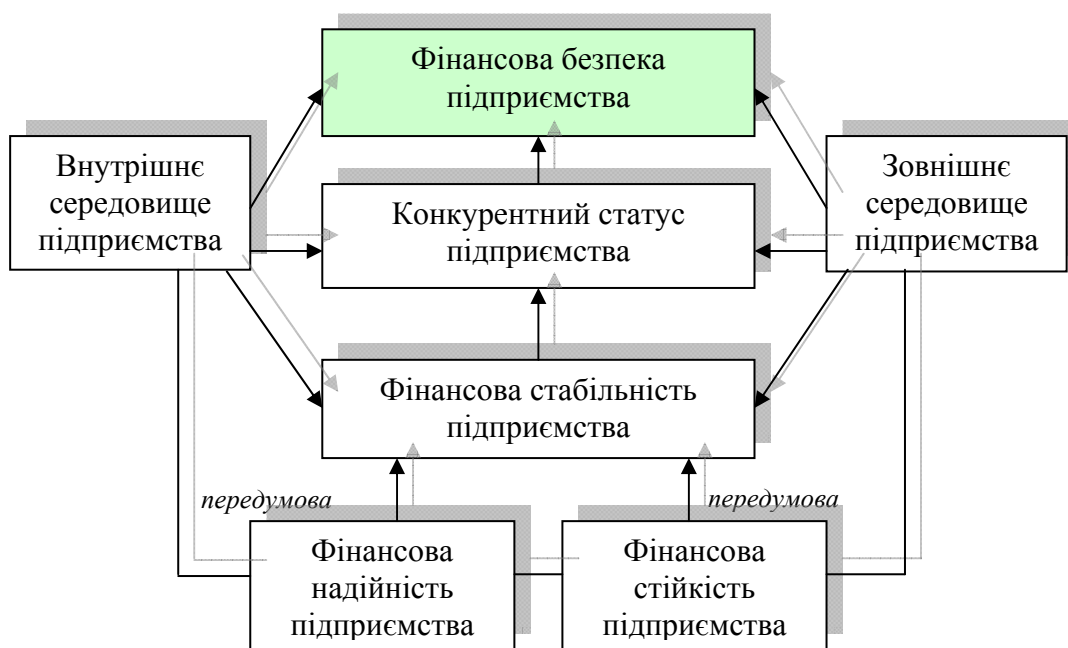 Фінансова безпека
підприємства
Внутрішнє
середовище
підприємства
Конкурентний статус
підприємства
Зовнішнє
середовище
підприємства
Фінансова стабільність
підприємства
передумова
передумова
Фінансова
надійність
підприємства
Фінансова
стійкість
підприємства